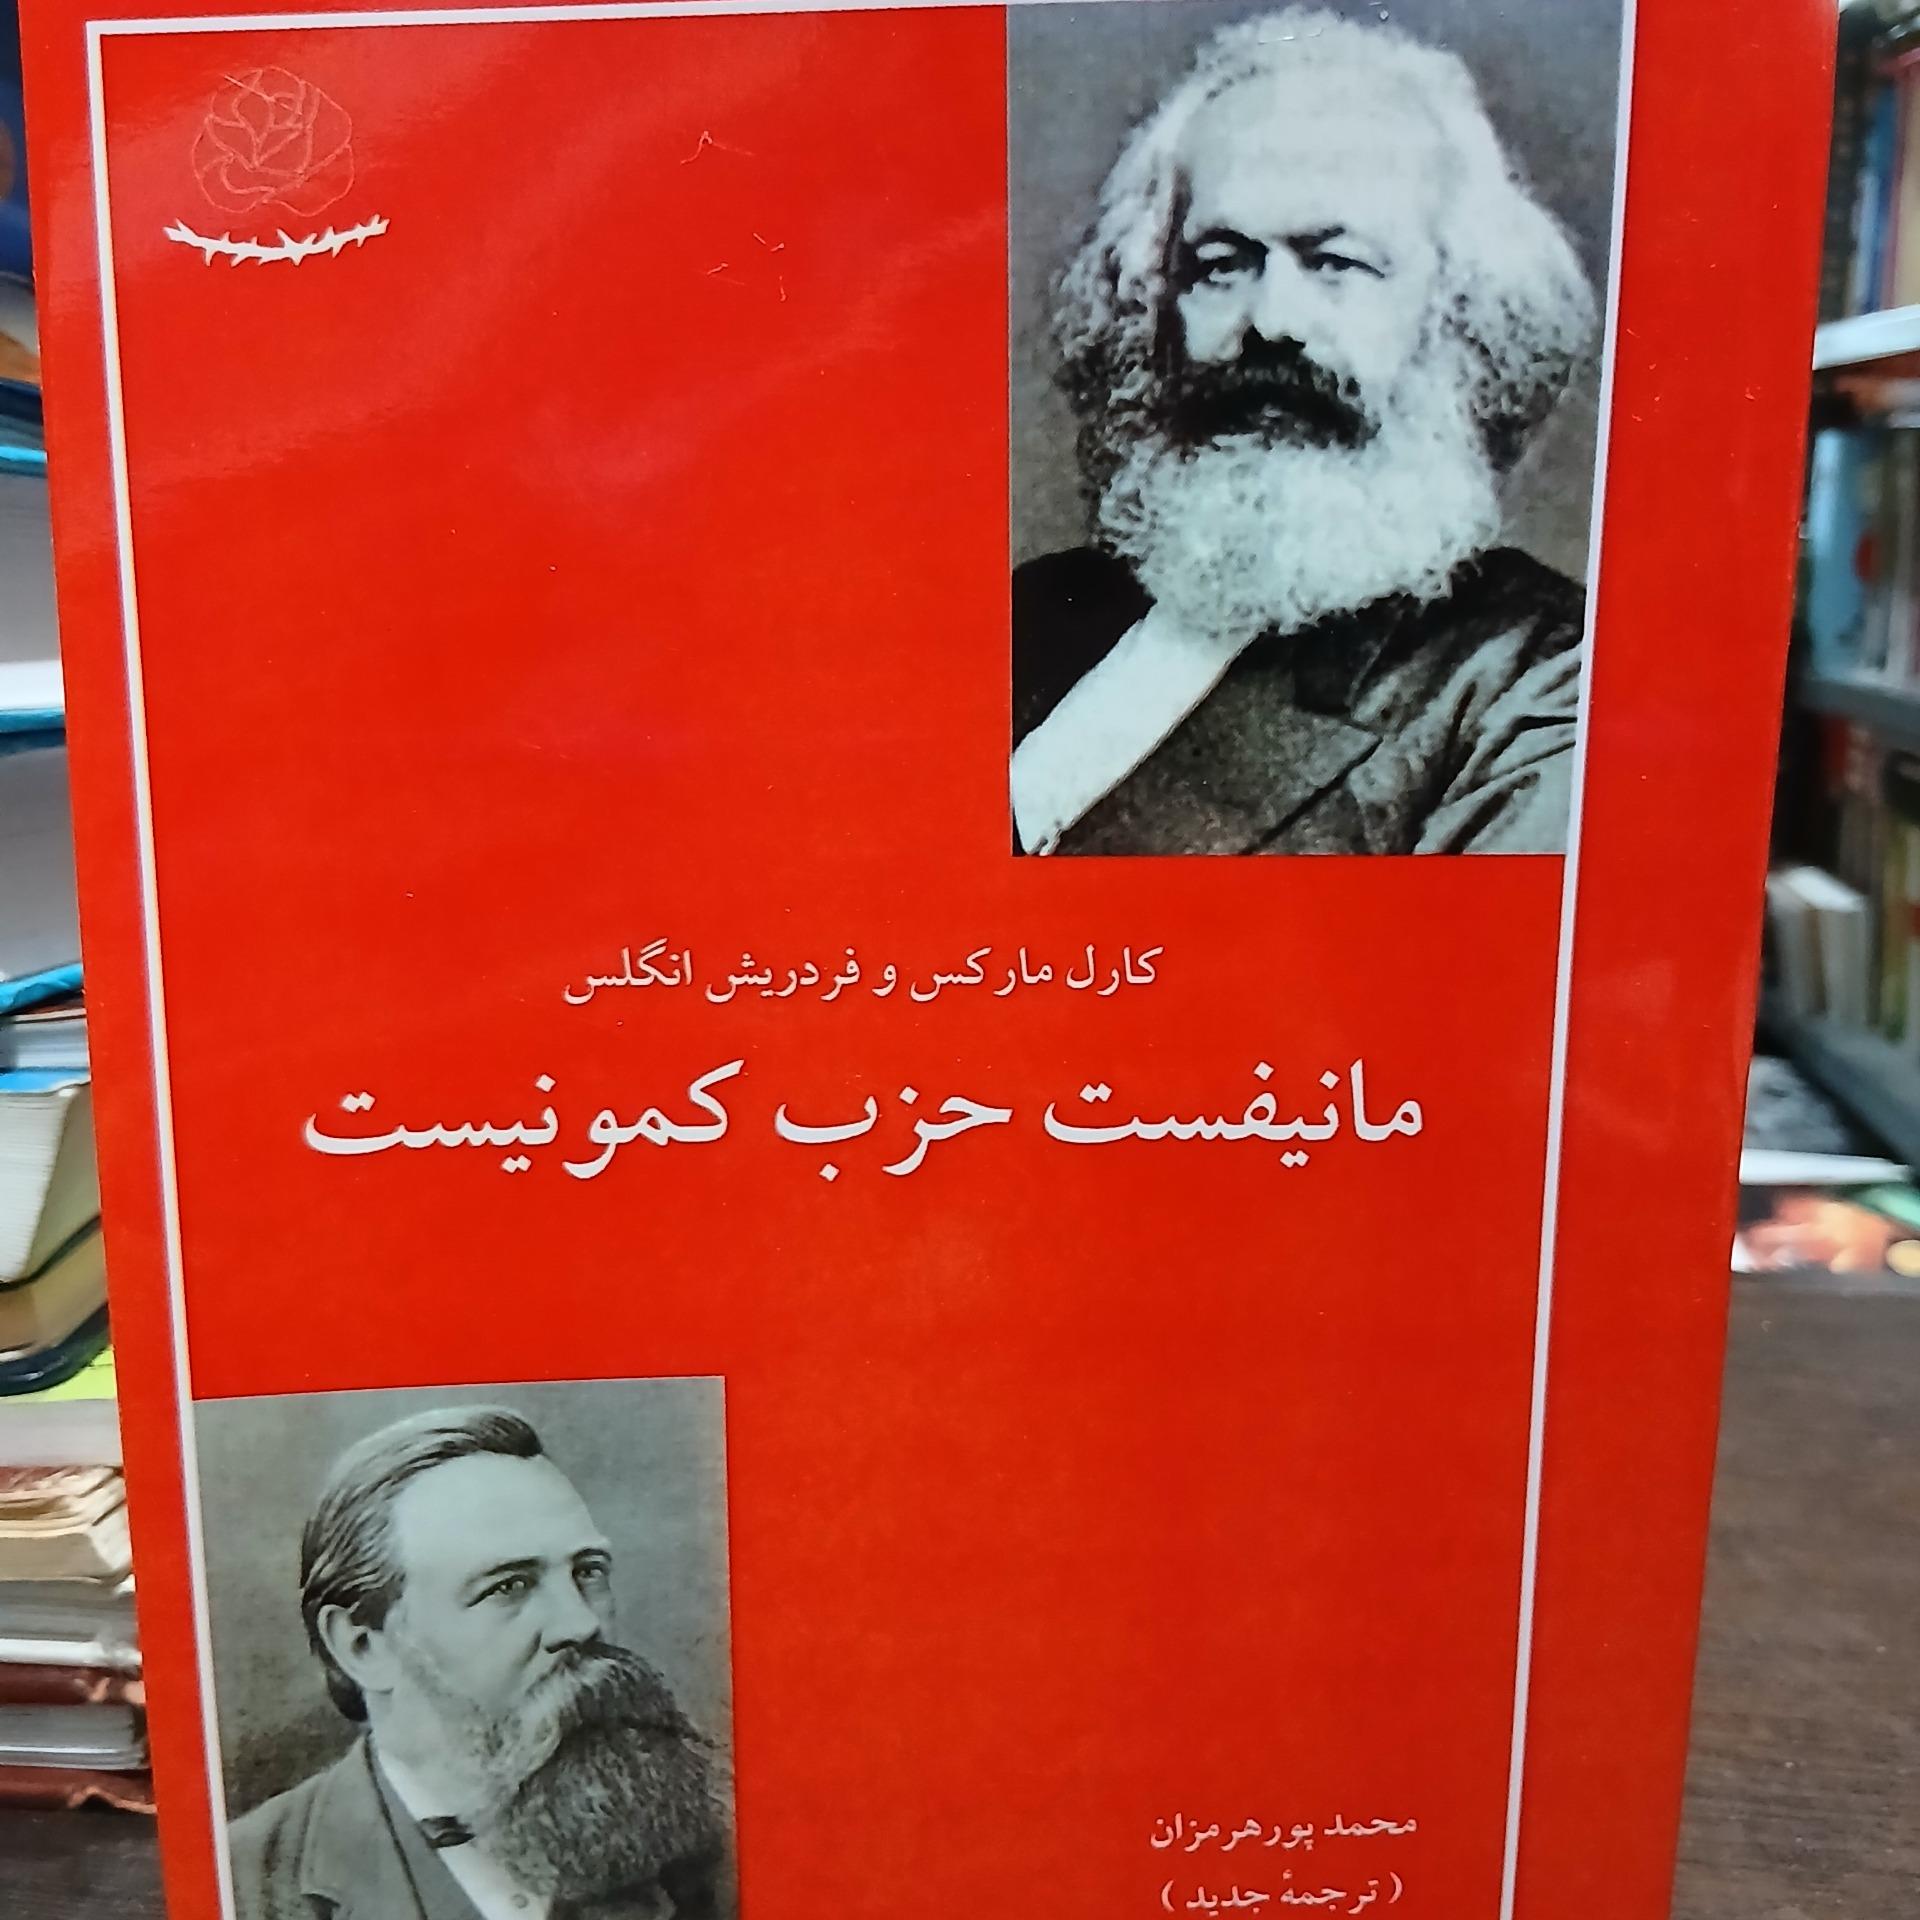 کارل مارکس و فردریش انگلس
مانیفست حزب کمونیست
محمد پورهرمزان
( ترجمهٔ جدید )